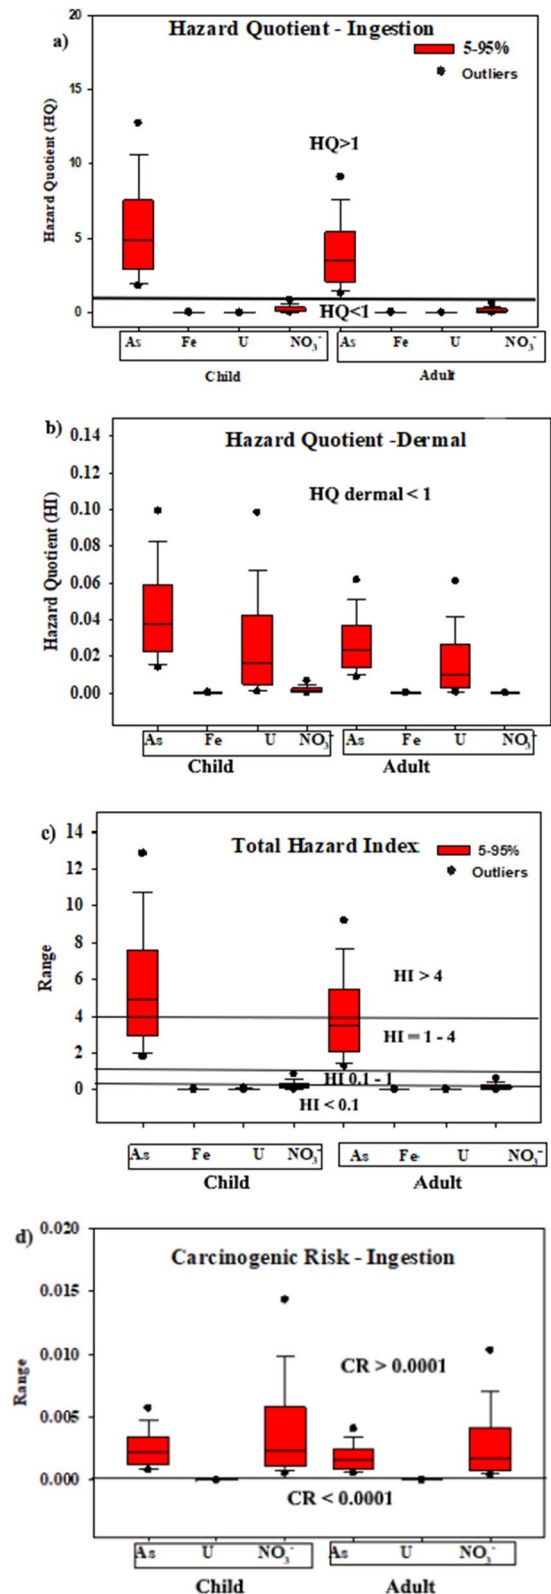 a)
Hazard Quotient - Ingestion
5-95%
Outliers
Hazard Quotient (HQ)
20
15
10
5
0
HQ>1
HQ<1
As Fe U NO₃⁻ As Fe U NO₃⁻
Child Adult
b)
Hazard Quotient -Dermal
HQ dermal < 1
Hazard Quotient (HI)
0.14
0.12
0.10
0.08
0.06
0.04
0.02
0.00
As Fe U NO₃⁻ As Fe U NO₃⁻
Child Adult
c)
Total Hazard Index
5-95%
Outliers
Range
14
12
10
8
6
4
2
0
HI > 4
HI = 1 - 4
HI 0.1 - 1
HI < 0.1
As Fe U NO₃⁻ As Fe U NO₃⁻
Child Adult
d)
Carcinogenic Risk - Ingestion
Range
0.020
0.015
0.010
0.005
0.000
CR > 0.0001
CR < 0.0001
As U NO₃⁻ As U NO₃⁻
Child Adult